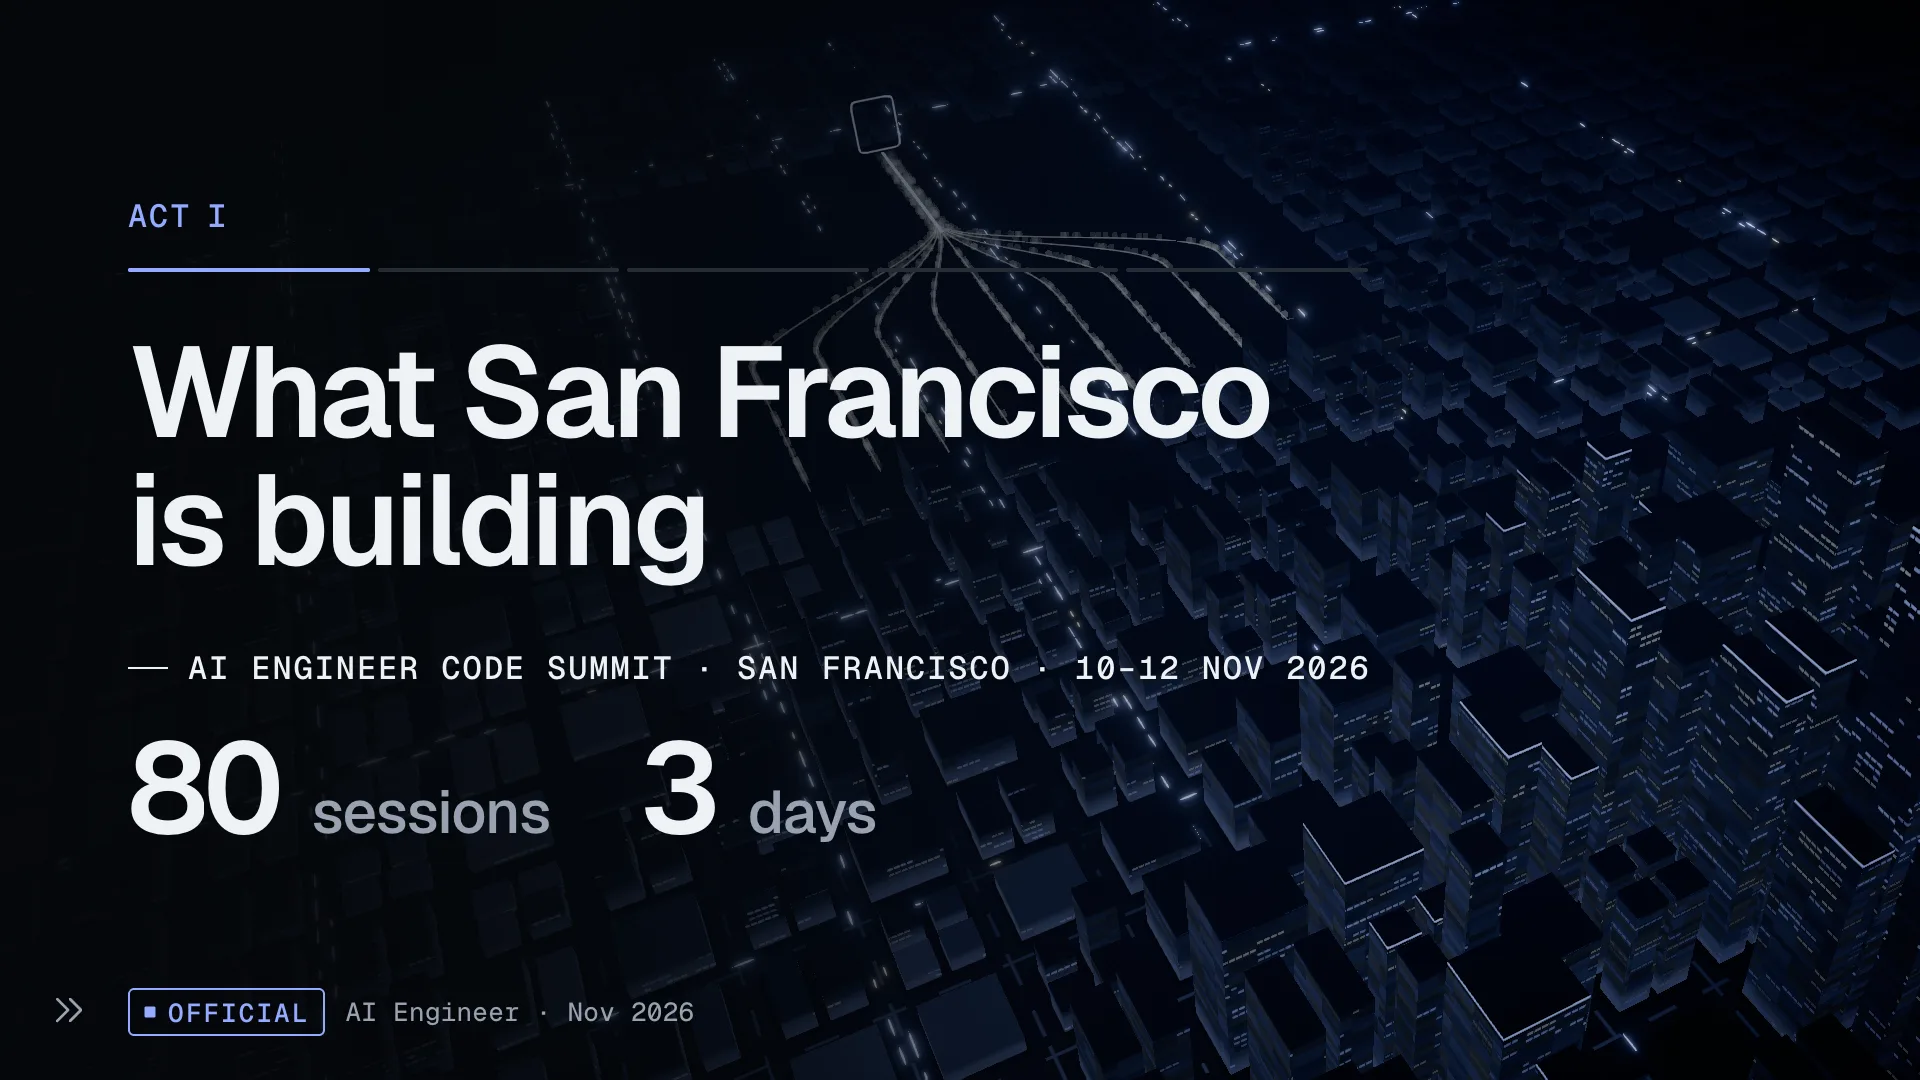 ACT I
What San Francisco
is building
— AI ENGINEER CODE SUMMIT · SAN FRANCISCO · 10–12 NOV 2026
80 sessions 3 days
OFFICIAL AI Engineer · Nov 2026